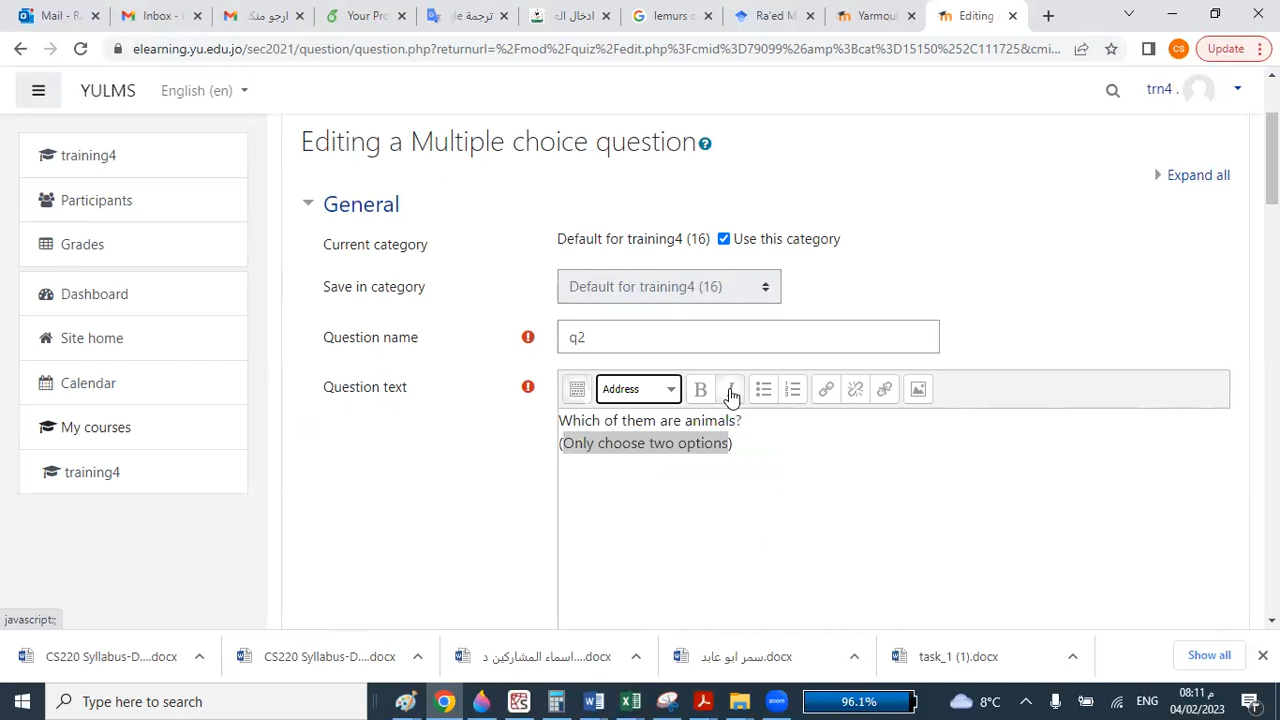 Mail -
Inbox -
ارجو منك
Your Pro
ترجمة le
ادخال ال
lemurs c
Ra'ed M
Yarmouk
Editing
elearning.yu.edu.jo/sec2021/question/question.php?returnurl=%2Fmod%2Fquiz%2Fedit.php%3Fcmid%3D79099%26amp%3Bcat%3D15150%252C111725&cmi...
CS
Update
YULMS
English (en)
trn4 .
training4
Participants
Grades
Dashboard
Site home
Calendar
My courses
training4
Editing a Multiple choice question
Expand all
General
Current category
Default for training4 (16)
Use this category
Save in category
Default for training4 (16)
Question name
q2
Question text
Address
B
I
Which of them are animals?
(Only choose two options)
javascript:;
CS220 Syllabus-D....docx
CS220 Syllabus-D....docx
اسماء المشاركين د....docx
سمر ابو عابد.docx
task_1 (1).docx
Show all
Type here to search
zoom
96.1%
8°C
ENG
08:11 م
04/02/2023